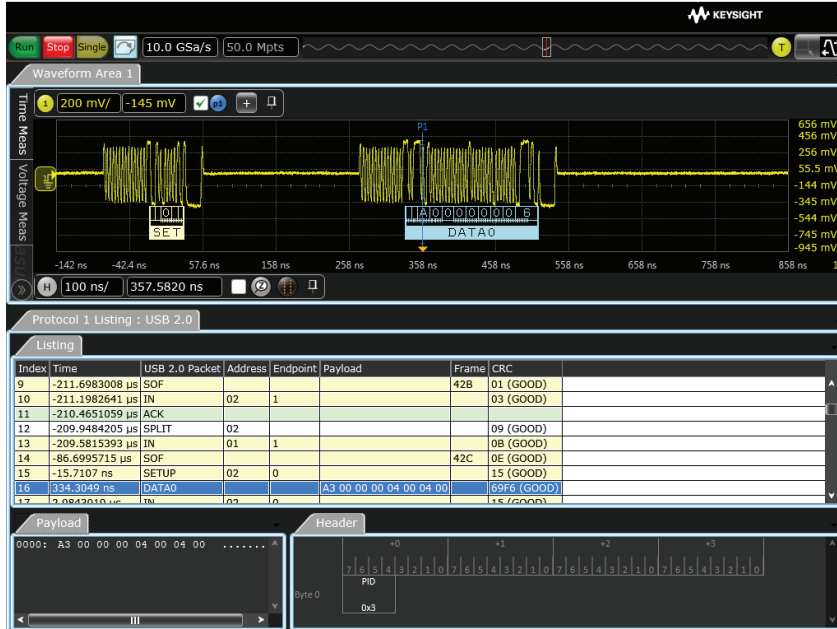 KEYSIGHT
Run Stop Single 10.0 GSa/s 50.0 Mpts T
Waveform Area 1
Time Meas
Voltage Meas
1 200 mV/ -145 mV p1 +
P1
656 mV
456 mV
256 mV
55.5 mV
-144 mV
-345 mV
-544 mV
-745 mV
-945 mV
0 A 0 0 0 0 0 0 0 6
SET DATA0
-142 ns -42.4 ns 57.6 ns 158 ns 258 ns 358 ns 458 ns 558 ns 658 ns 758 ns 858 ns
H 100 ns/ 357.5820 ns Z
Protocol 1 Listing : USB 2.0
Listing
Index Time USB 2.0 Packet Address Endpoint Payload Frame CRC
9 -211.6983008 µs SOF 42B 01 (GOOD)
10 -211.1982641 µs IN 02 1 03 (GOOD)
11 -210.4651059 µs ACK
12 -209.9484205 µs SPLIT 02 09 (GOOD)
13 -209.5815393 µs IN 01 1 0B (GOOD)
14 -86.6995715 µs SOF 42C 0E (GOOD)
15 -15.7107 ns SETUP 02 0 15 (GOOD)
16 334.3049 ns DATA0 A3 00 00 00 04 00 04 00 69F6 (GOOD)
17 2.0843019 µs IN 02 0 15 (GOOD)
Payload
0000: A3 00 00 00 04 00 04 00 ........
Header
+0 +1 +2 +3
7 6 5 4 3 2 1 0 7 6 5 4 3 2 1 0 7 6 5 4 3 2 1 0 7 6 5 4 3 2 1 0
PID
Byte 0
0x3